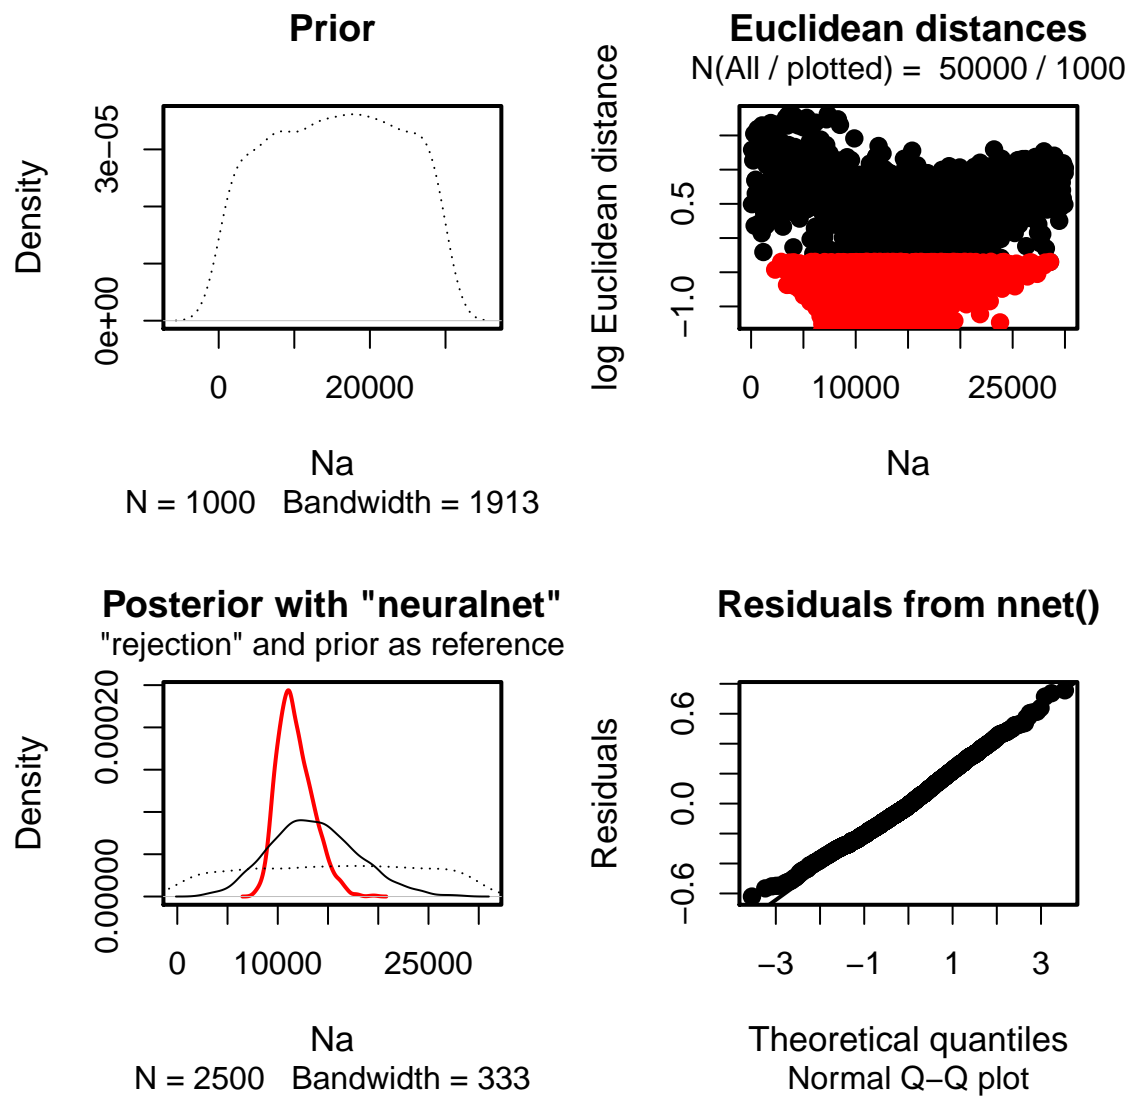 Prior
Density
0e+00
3e−05
0
20000
Na
N = 1000   Bandwidth = 1913
Euclidean distances
N(All / plotted) =  50000 / 1000
log Euclidean distance
−1.0
0.5
0
10000
25000
Na
Posterior with "neuralnet"
"rejection" and prior as reference
Density
0.00000
0.00020
0
10000
25000
Na
N = 2500   Bandwidth = 333
Residuals from nnet()
Residuals
−0.6
0.0
0.6
−3
−1
1
3
Theoretical quantiles
Normal Q−Q plot